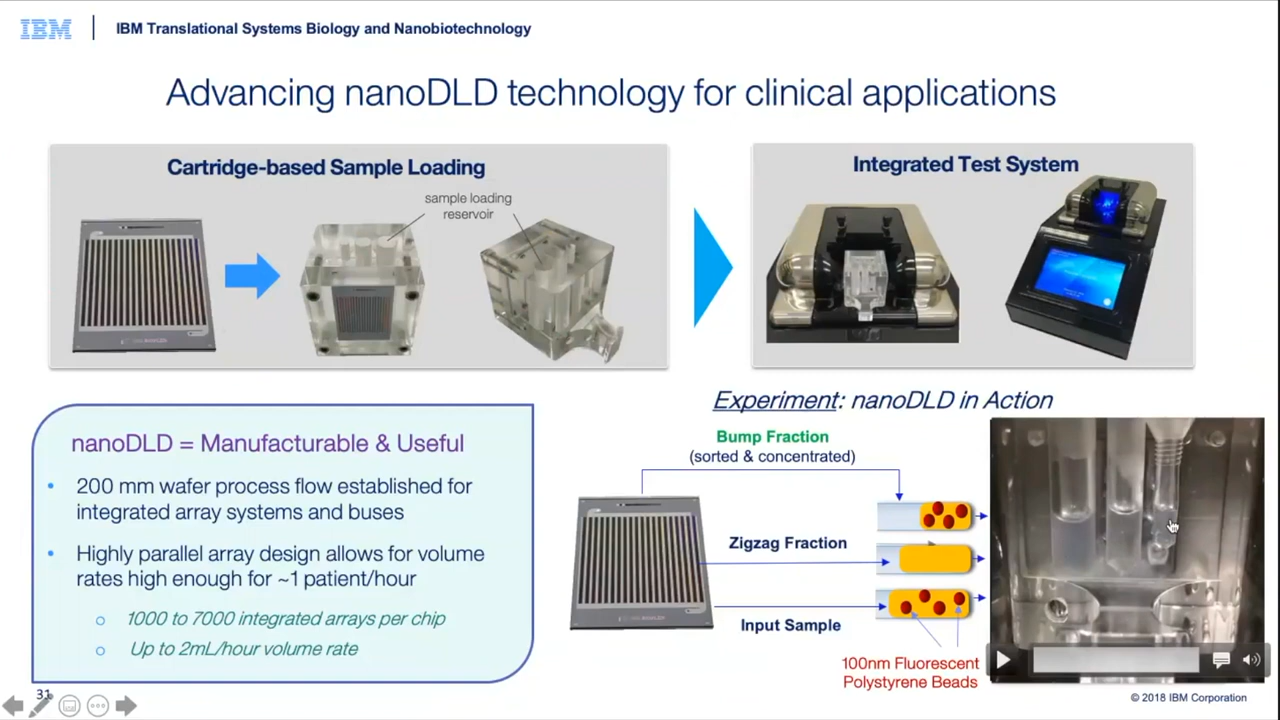 IBM
IBM Translational Systems Biology and Nanobiotechnology
Advancing nanoDLD technology for clinical applications
Cartridge-based Sample Loading
sample loading
reservoir
Integrated Test System
nanoDLD = Manufacturable & Useful
• 200 mm wafer process flow established for
integrated array systems and buses
• Highly parallel array design allows for volume
rates high enough for ~1 patient/hour
○ 1000 to 7000 integrated arrays per chip
○ Up to 2mL/hour volume rate
Experiment: nanoDLD in Action
Bump Fraction
(sorted & concentrated)
Zigzag Fraction
Input Sample
100nm Fluorescent
Polystyrene Beads
31
© 2018 IBM Corporation